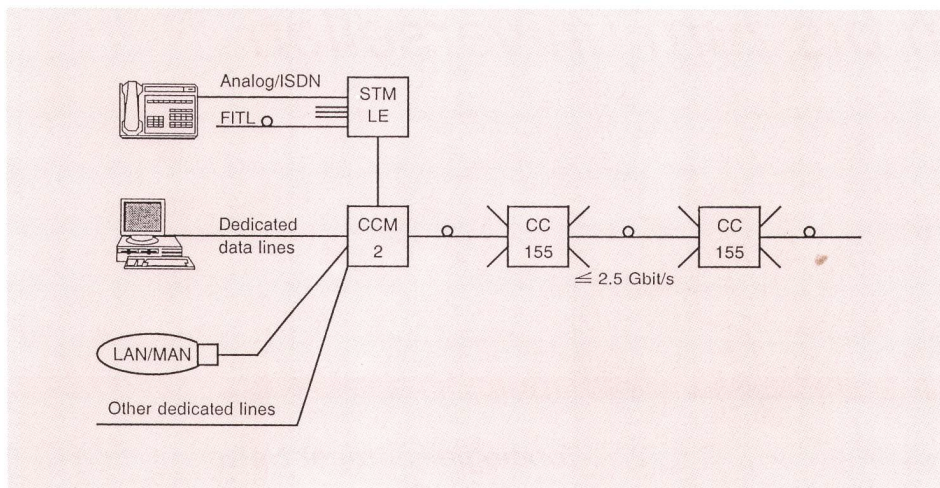 Analog/ISDN
STM
LE
FITL
Dedicated
data lines
CCM
2
CC
155
CC
155
≤ 2.5 Gbit/s
LAN/MAN
Other dedicated lines